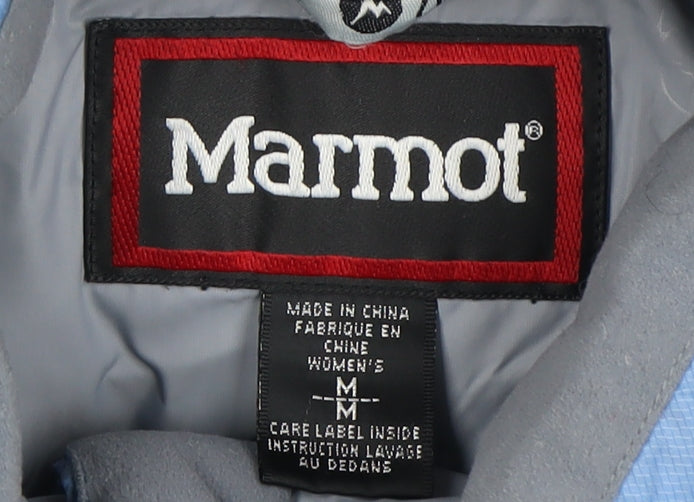 Marmot®
MADE IN CHINA
FABRIQUE EN
CHINE
WOMEN'S
M
M
CARE LABEL INSIDE
INSTRUCTION LAVAGE
AU DEDANS